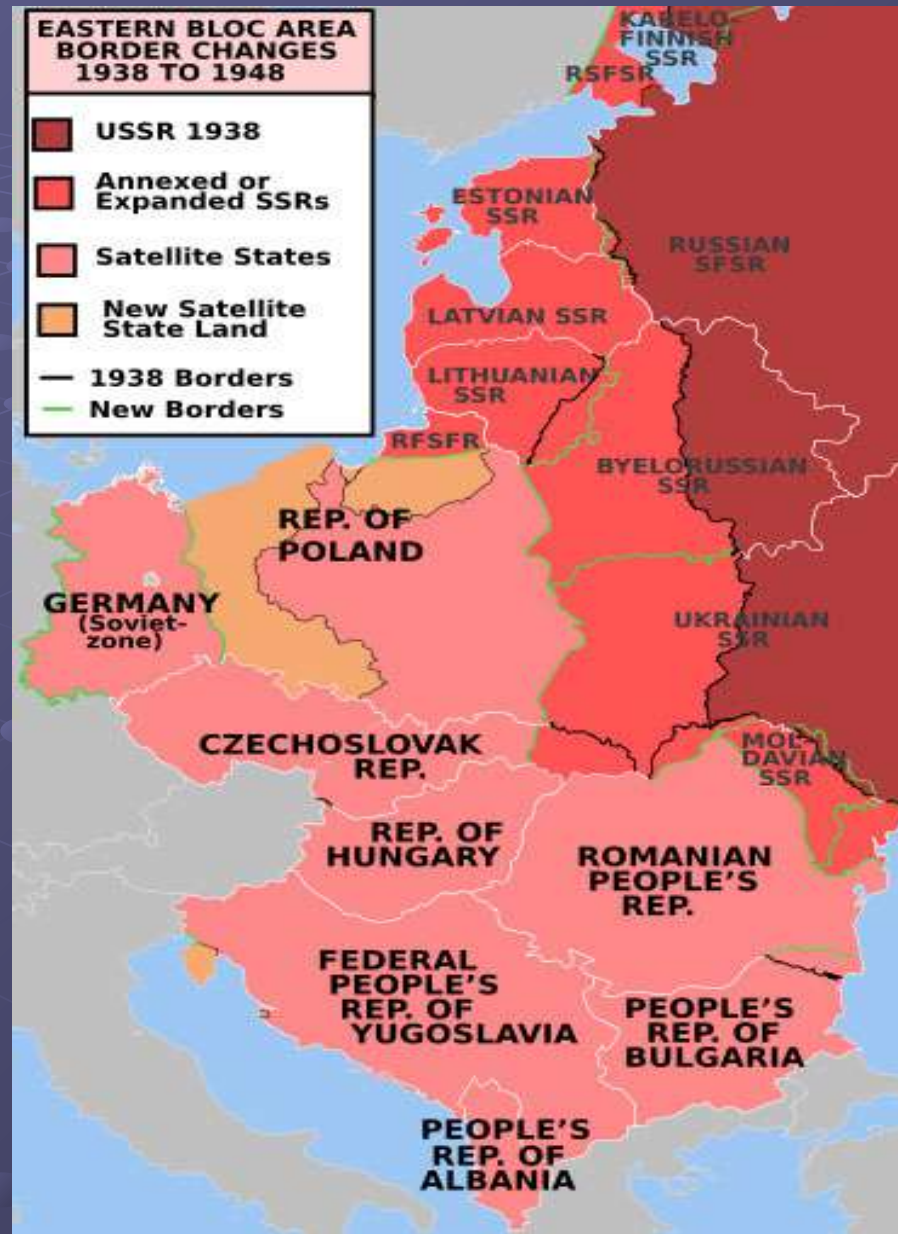 EASTERN BLOC AREA
BORDER CHANGES
1938 TO 1948
USSR 1938
Annexed or
Expanded SSRs
Satellite States
New Satellite
State Land
1938 Borders
New Borders
KARELO-
FINNISH
SSR
RSFSR
ESTONIAN
SSR
RUSSIAN
SFSR
LATVIAN SSR
LITHUANIAN
SSR
RFSFR
BYELORUSSIAN
SSR
REP. OF
POLAND
GERMANY
(Soviet-
zone)
UKRAINIAN
SSR
CZECHOSLOVAK
REP.
MOL-
DAVIAN
SSR
REP. OF
HUNGARY
ROMANIAN
PEOPLE'S
REP.
FEDERAL
PEOPLE'S
REP. OF
YUGOSLAVIA
PEOPLE'S
REP. OF
BULGARIA
PEOPLE'S
REP. OF
ALBANIA